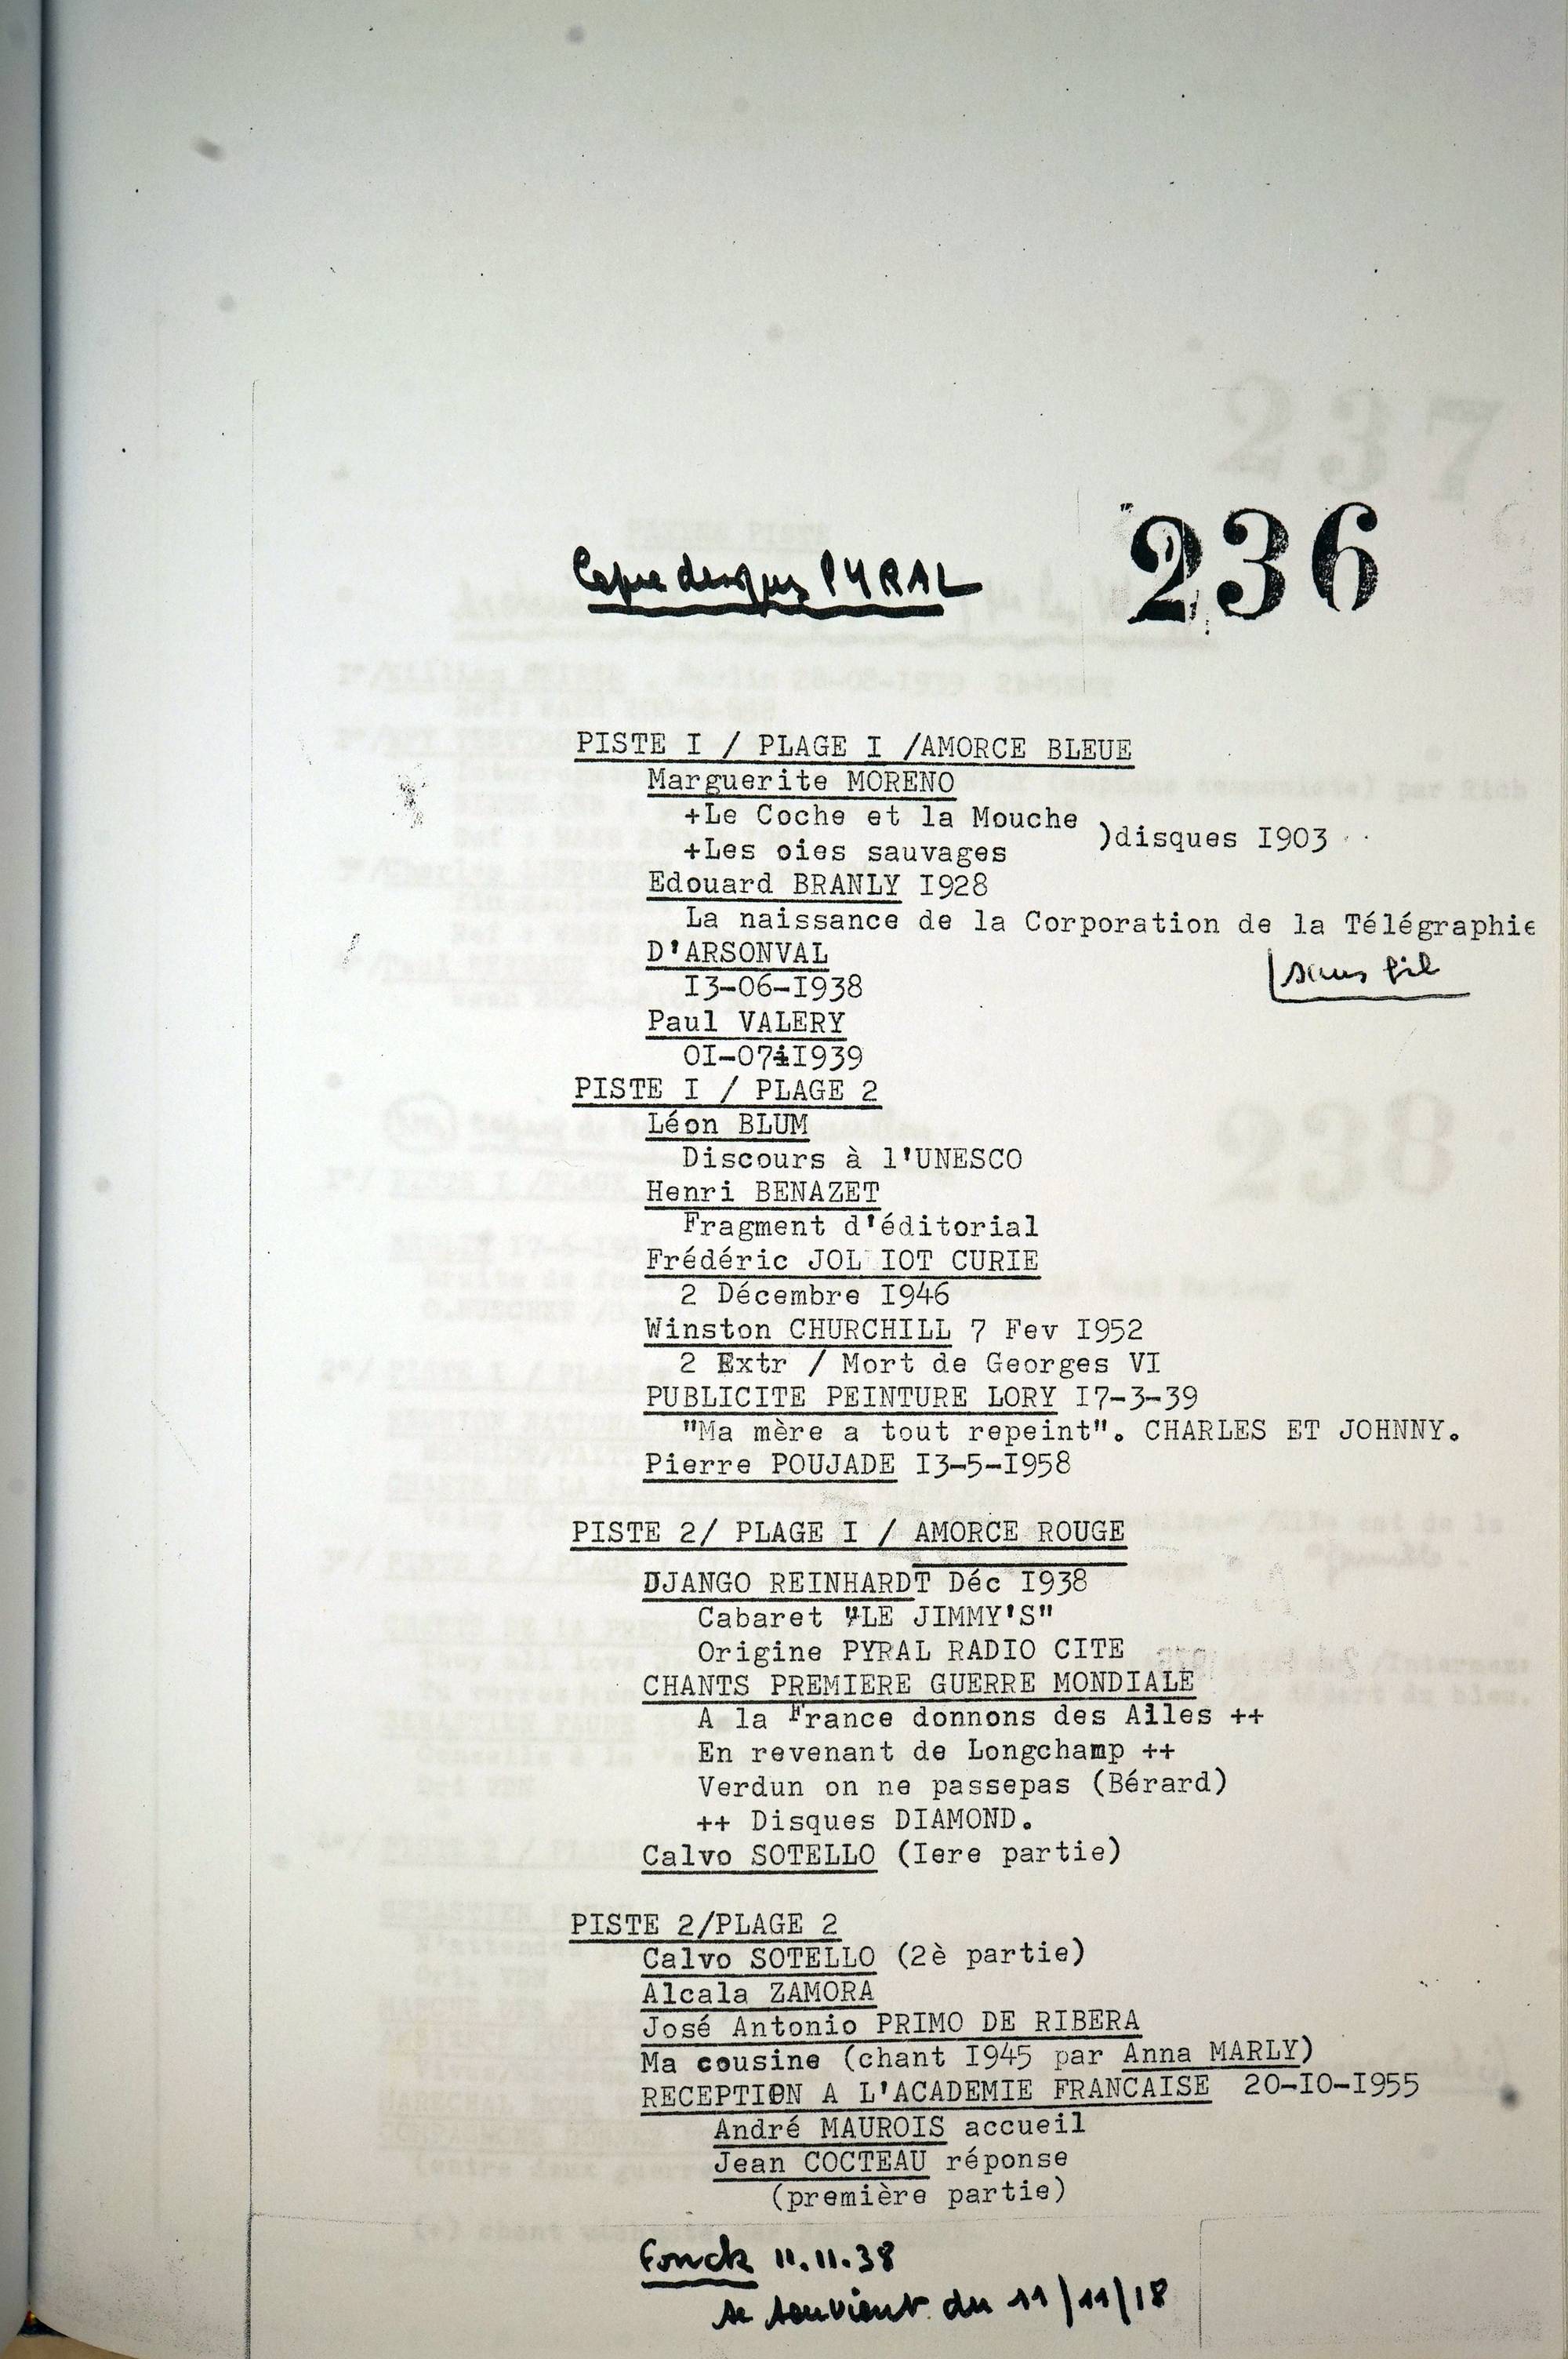 236
Copie disques PYRAL
PISTE I / PLAGE I /AMORCE BLEUE
Marguerite MORENO
+Le Coche et la Mouche
+Les oies sauvages
)disques I903
Edouard BRANLY I928
La naissance de la Corporation de la Télégraphie
sans fil
D'ARSONVAL
I3-06-I938
Paul VALERY
OI-07-I939
PISTE I / PLAGE 2
Léon BLUM
Discours à l'UNESCO
Henri BENAZET
Fragment d'éditorial
Frédéric JOL IOT CURIE
2 Décembre I946
Winston CHURCHILL 7 Fev I952
2 Extr / Mort de Georges VI
PUBLICITE PEINTURE LORY I7-3-39
"Ma mère a tout repeint". CHARLES ET JOHNNY.
Pierre POUJADE I3-5-I958
PISTE 2/ PLAGE I / AMORCE ROUGE
DJANGO REINHARDT Déc I938
Cabaret "LE JIMMY'S"
Origine PYRAL RADIO CITE
CHANTS PREMIERE GUERRE MONDIALE
A la France donnons des Ailes ++
En revenant de Longchamp ++
Verdun on ne passepas (Bérard)
++ Disques DIAMOND.
Calvo SOTELLO (Iere partie)
PISTE 2/PLAGE 2
Calvo SOTELLO (2è partie)
Alcala ZAMORA
José Antonio PRIMO DE RIBERA
Ma cousine (chant I945 par Anna MARLY)
RECEPTION A L'ACADEMIE FRANCAISE 20-IO-I955
André MAUROIS accueil
Jean COCTEAU réponse
(première partie)
Fonck 11.11.38
se souvient du 11/11/18